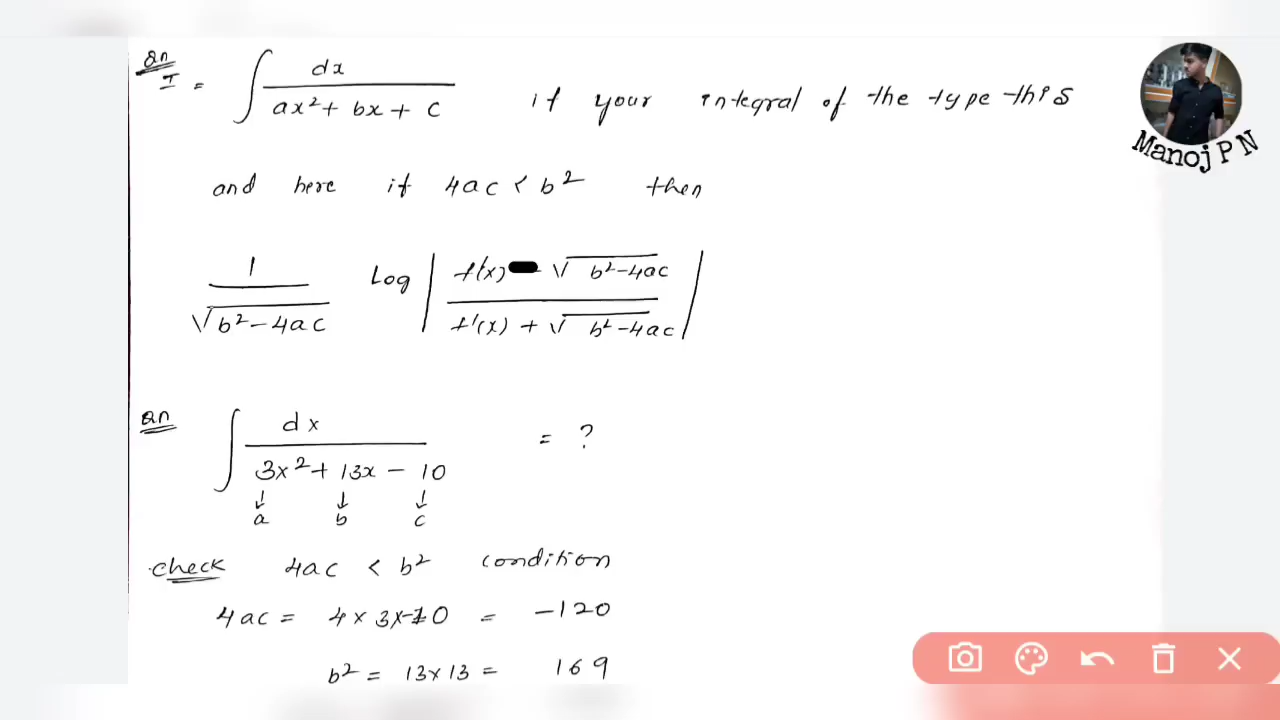 Qn
I = ∫ dx / ax² + bx + c if your integral of the type this
Manoj P N
and here if 4ac < b² then
1 / √b² - 4ac Log | f'(x) - √b²-4ac / f'(x) + √b²-4ac |
Qn ∫ dx / 3x² + 13x - 10 = ?
↓ ↓ ↓
a b c
check 4ac < b² condition
4ac = 4 × 3 × -10 = -120
b² = 13 × 13 = 169